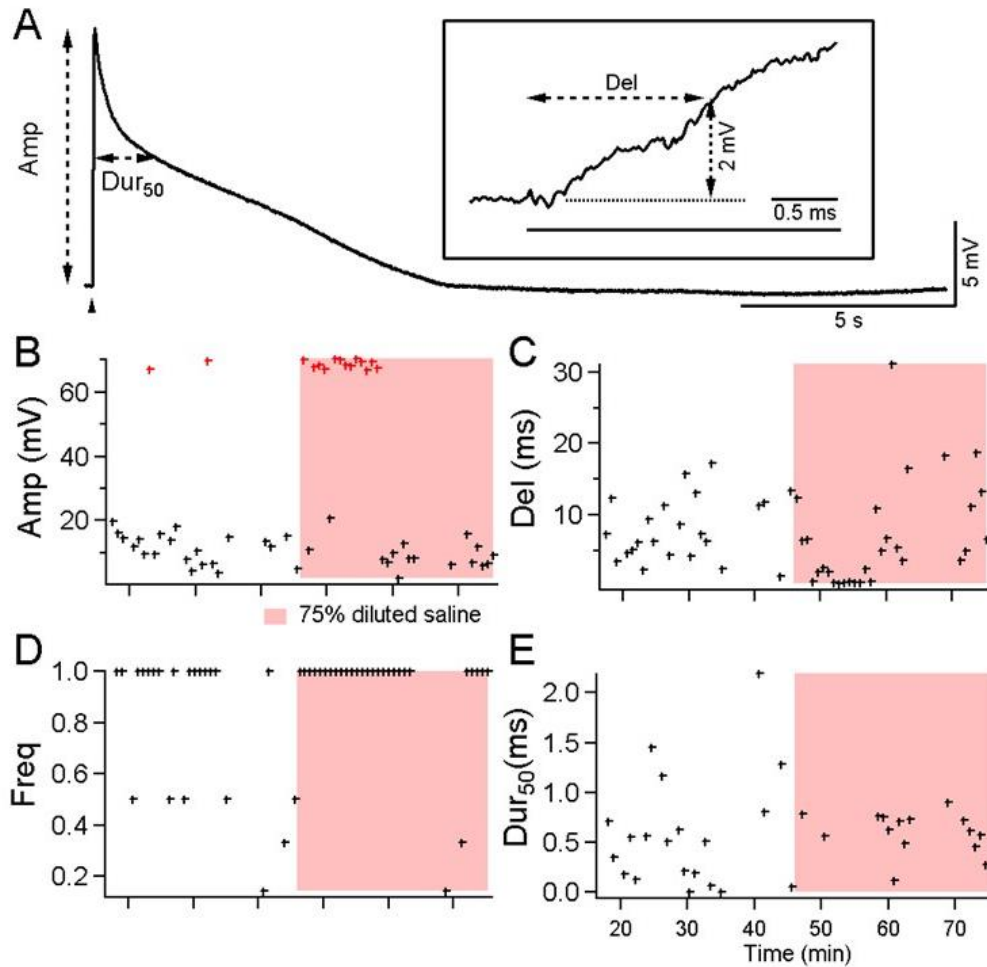 A
Amp
Dur50
Del
2 mV
0.5 ms
5 mV
5 s
B
Amp (mV)
60
40
20
75% diluted saline
C
Del (ms)
30
20
10
D
Freq
1.0
0.8
0.6
0.4
0.2
E
Dur50(ms)
2.0
1.5
1.0
0.5
0.0
20 30 40 50 60 70
Time (min)